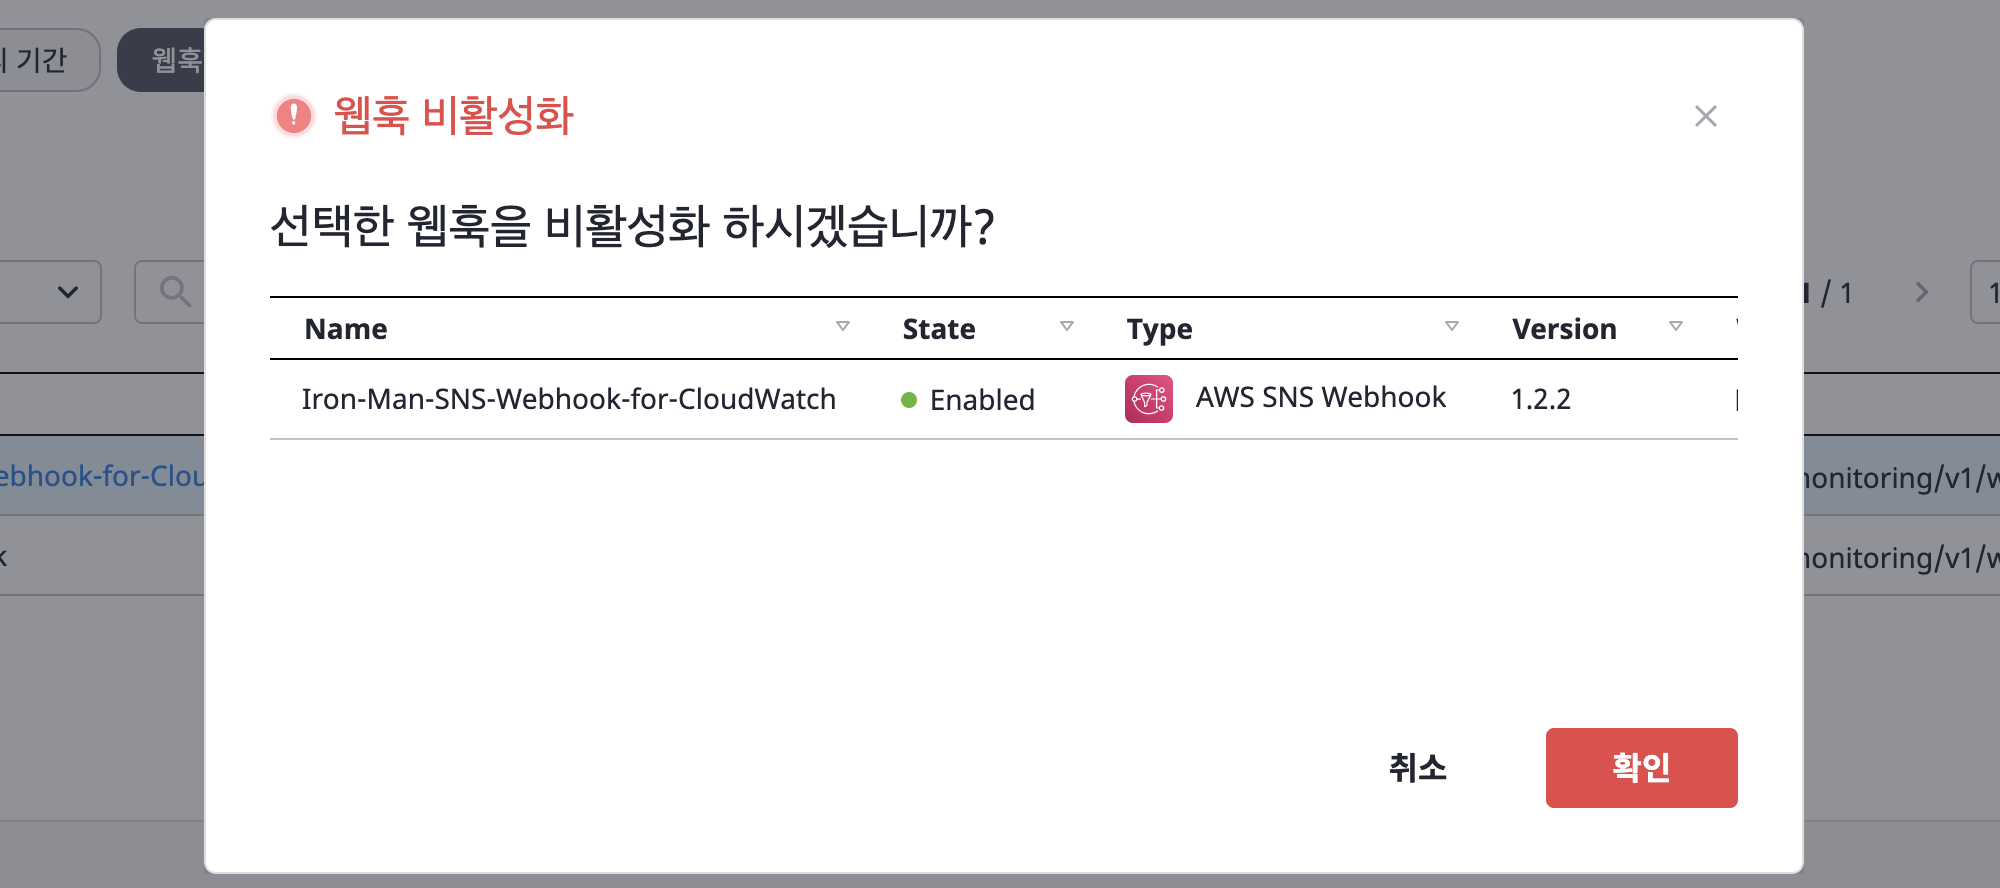 기간
웹훅
웹훅 비활성화
선택한 웹훅을 비활성화 하시겠습니까?
/ 1
Name State Type Version
Iron-Man-SNS-Webhook-for-CloudWatch Enabled AWS SNS Webhook 1.2.2
ebhook-for-Clou
onitoring/v1/w
k
onitoring/v1/w
취소 확인